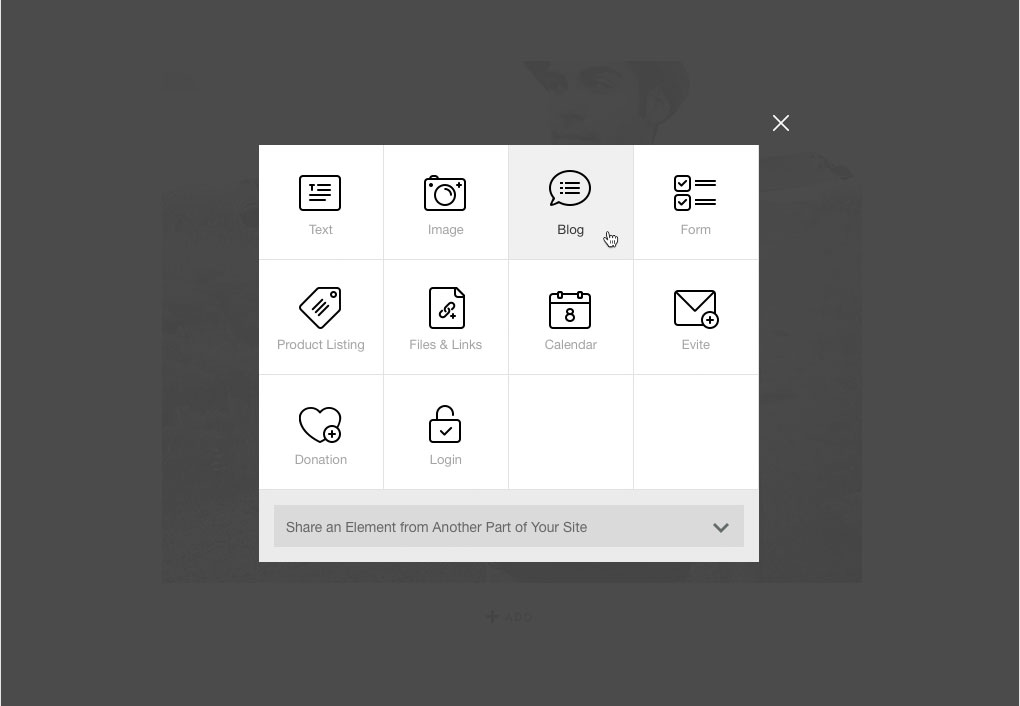 Text
Image
Blog
Form
Product Listing
Files & Links
Calendar
8
Evite
Donation
Login
Share an Element from Another Part of Your Site
ADD